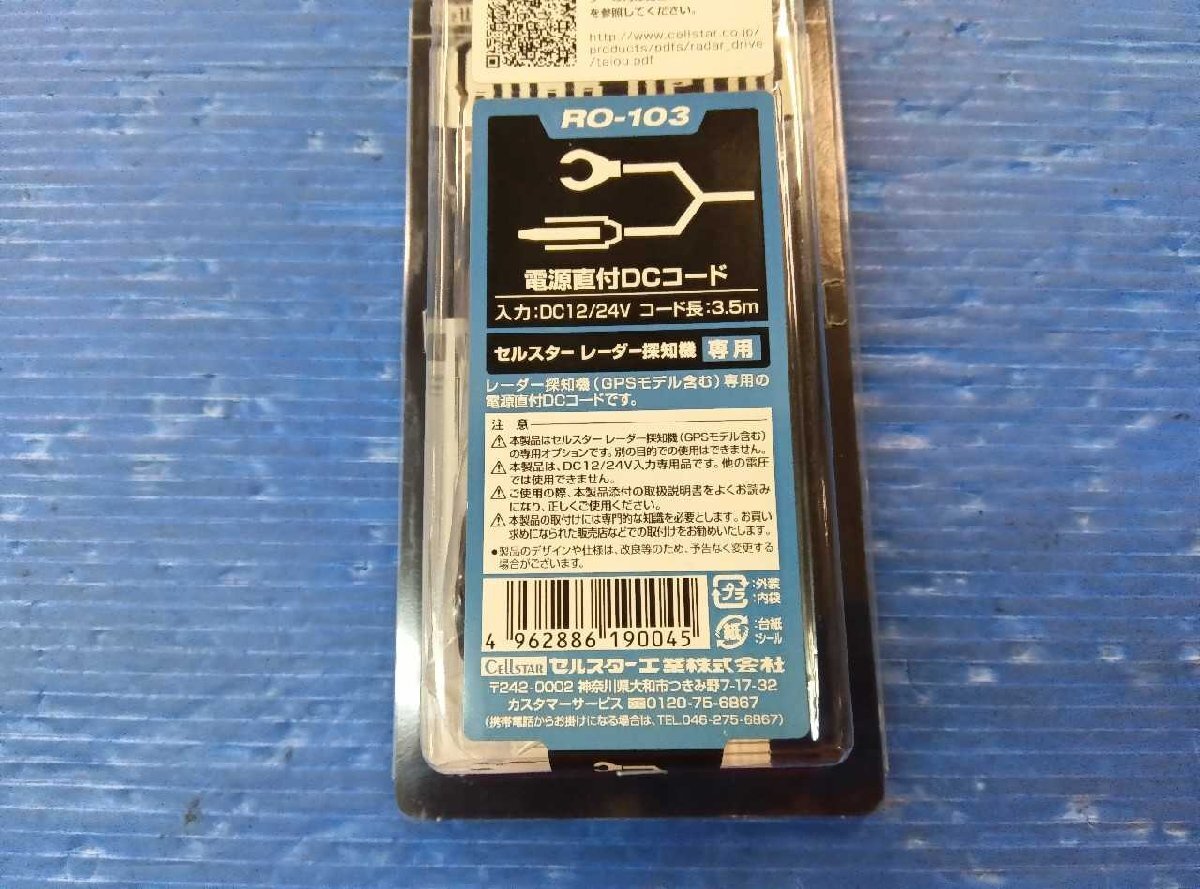 を参照してください。
http://www.cellstar.co.jp/
products/pdfs/radar_drive
/taiou.pdf
RO-103
電源直付DCコード
入力:DC12/24V コード長:3.5m
セルスター レーダー探知機 専用
レーダー探知機(GPSモデル含む)専用の
電源直付DCコードです。
注 意
本製品はセルスター レーダー探知機(GPSモデル含む)
の専用オプションです。別の目的での使用はできません。
本製品は、DC12/24V入力専用品です。他の電圧
では使用できません。
ご使用の際、本製品添付の取扱説明書をよくお読み
になり、正しくご使用ください。
本製品の取付けには専門的な知識を必要とします。お買い
求めになられた販売店などでの取付けをお勧めいたします。
●製品のデザインや仕様は、改良等のため、予告なく変更する
場合がございます。
プラ :外装
:内袋
紙 :台紙
:シール
4 962886 190045
CELLSTAR セルスター工業株式会社
〒242-0002 神奈川県大和市つきみ野7-17-32
カスタマーサービス 0120-75-6867
(携帯電話からお掛けになる場合は、TEL.046-275-6867)